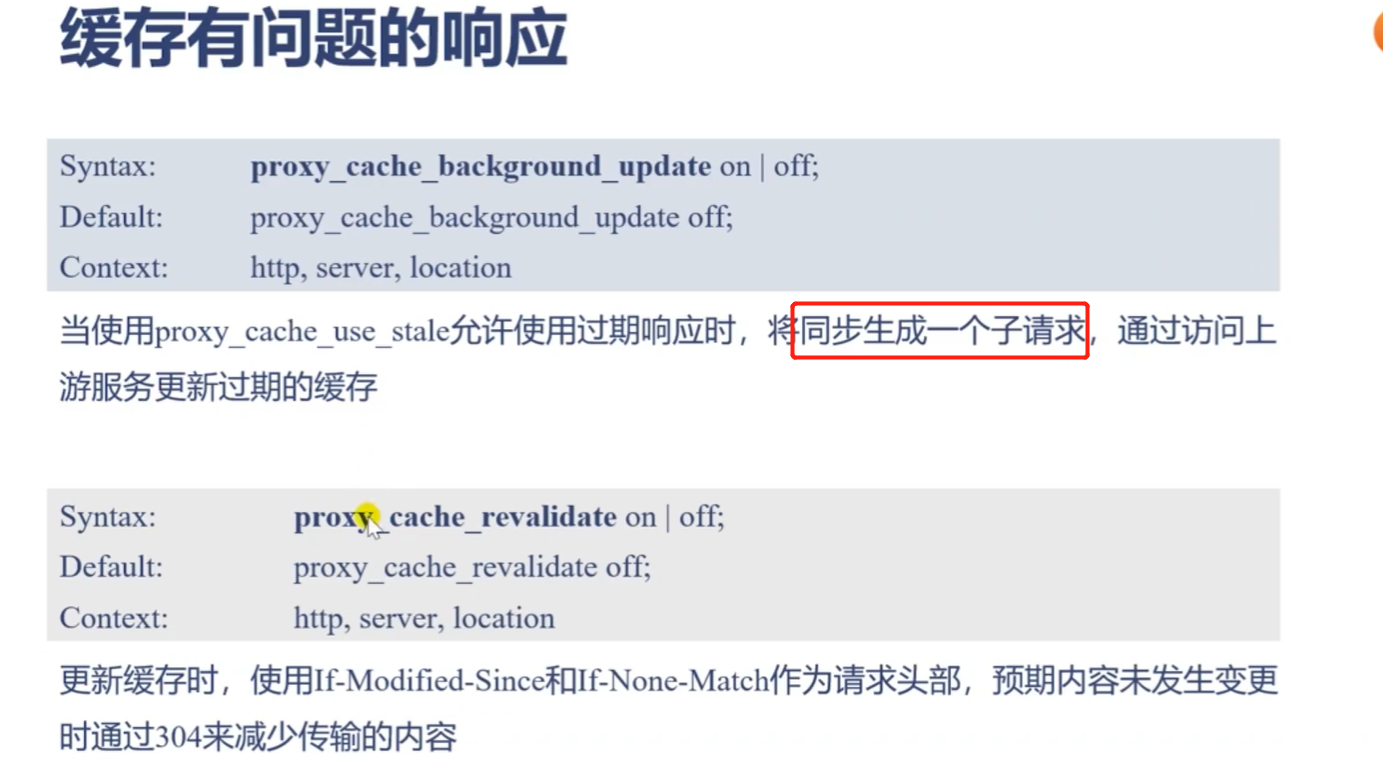 缓存有问题的响应
Syntax: proxy_cache_background_update on | off;
Default: proxy_cache_background_update off;
Context: http, server, location
当使用proxy_cache_use_stale允许使用过期响应时，将同步生成一个子请求，通过访问上
游服务更新过期的缓存
Syntax: proxy_cache_revalidate on | off;
Default: proxy_cache_revalidate off;
Context: http, server, location
更新缓存时，使用If-Modified-Since和If-None-Match作为请求头部，预期内容未发生变更
时通过304来减少传输的内容